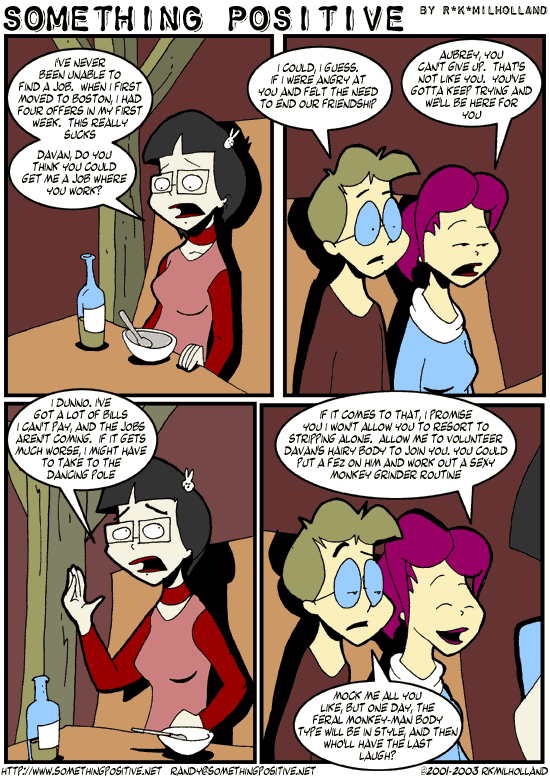 SOMETHING POSITIVE
BY R*K*MILHOLLAND
I'VE NEVER
BEEN UNABLE TO
FIND A JOB. WHEN I FIRST
MOVED TO BOSTON, I HAD
FOUR OFFERS IN MY FIRST
WEEK. THIS REALLY
SUCKS
DAVAN, DO YOU
THINK YOU COULD
GET ME A JOB WHERE
YOU WORK?
I COULD, I GUESS.
IF I WERE ANGRY AT
YOU AND FELT THE NEED
TO END OUR FRIENDSHIP
AUBREY, YOU
CAN'T GIVE UP. THAT'S
NOT LIKE YOU. YOU'VE
GOTTA KEEP TRYING AND
WE'LL BE HERE FOR
YOU
I DUNNO. I'VE
GOT A LOT OF BILLS
I CAN'T PAY, AND THE JOBS
AREN'T COMING. IF IT GETS
MUCH WORSE, I MIGHT HAVE
TO TAKE TO THE
DANCING POLE
IF IT COMES TO THAT, I PROMISE
YOU I WON'T ALLOW YOU TO RESORT TO
STRIPPING ALONE. ALLOW ME TO VOLUNTEER
DAVAN'S HAIRY BODY TO JOIN YOU. YOU COULD
PUT A FEZ ON HIM AND WORK OUT A SEXY
MONKEY GRINDER ROUTINE
MOCK ME ALL YOU
LIKE, BUT ONE DAY, THE
FERAL MONKEY-MAN BODY
TYPE WILL BE IN STYLE, AND THEN
WHO'LL HAVE THE LAST
LAUGH?
HTTP://WWW.SOMETHINGPOSITIVE.NET RANDY@SOMETHINGPOSITIVE.NET ©2001-2003 RKMILHOLLAND